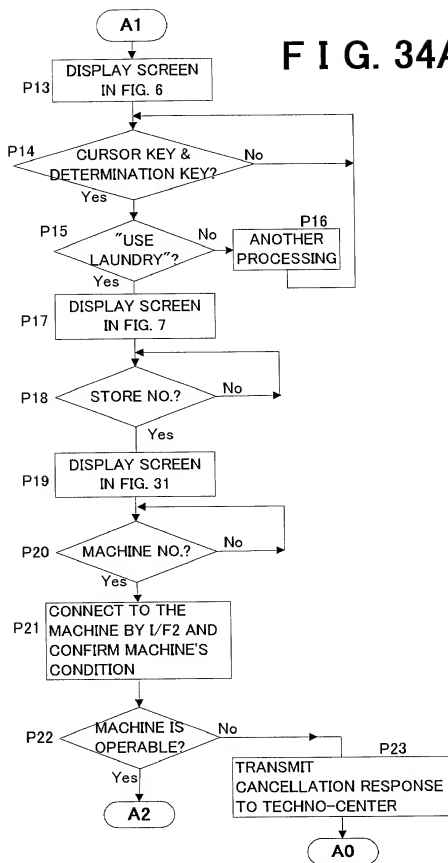 A1
F I G. 34A
P13
DISPLAY SCREEN
IN FIG. 6
P14
CURSOR KEY &
DETERMINATION KEY?
No
Yes
P15
"USE
LAUNDRY"?
No
P16
ANOTHER
PROCESSING
Yes
P17
DISPLAY SCREEN
IN FIG. 7
P18
STORE NO.?
No
Yes
P19
DISPLAY SCREEN
IN FIG. 31
P20
MACHINE NO.?
No
Yes
P21
CONNECT TO THE
MACHINE BY I/F2 AND
CONFIRM MACHINE'S
CONDITION
P22
MACHINE IS
OPERABLE?
No
P23
TRANSMIT
CANCELLATION RESPONSE
TO TECHNO-CENTER
Yes
A2
A0